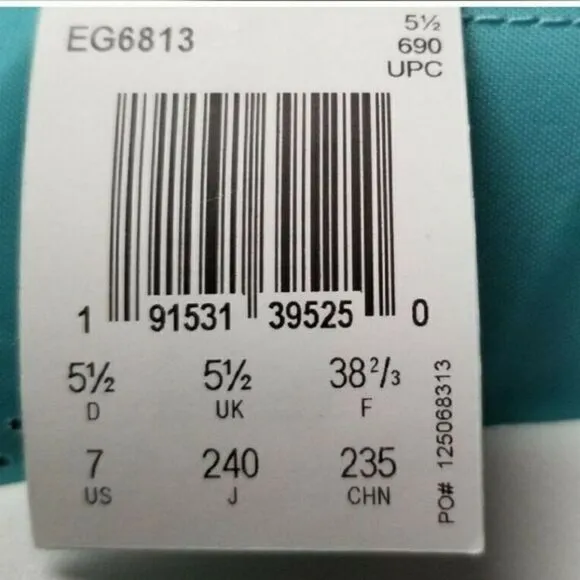 EG6813
5½
690
UPC
1 91531 39525 0
5½ 5½ 38²/₃
D UK F
7 240 235
US J CHN
PO# 125068313